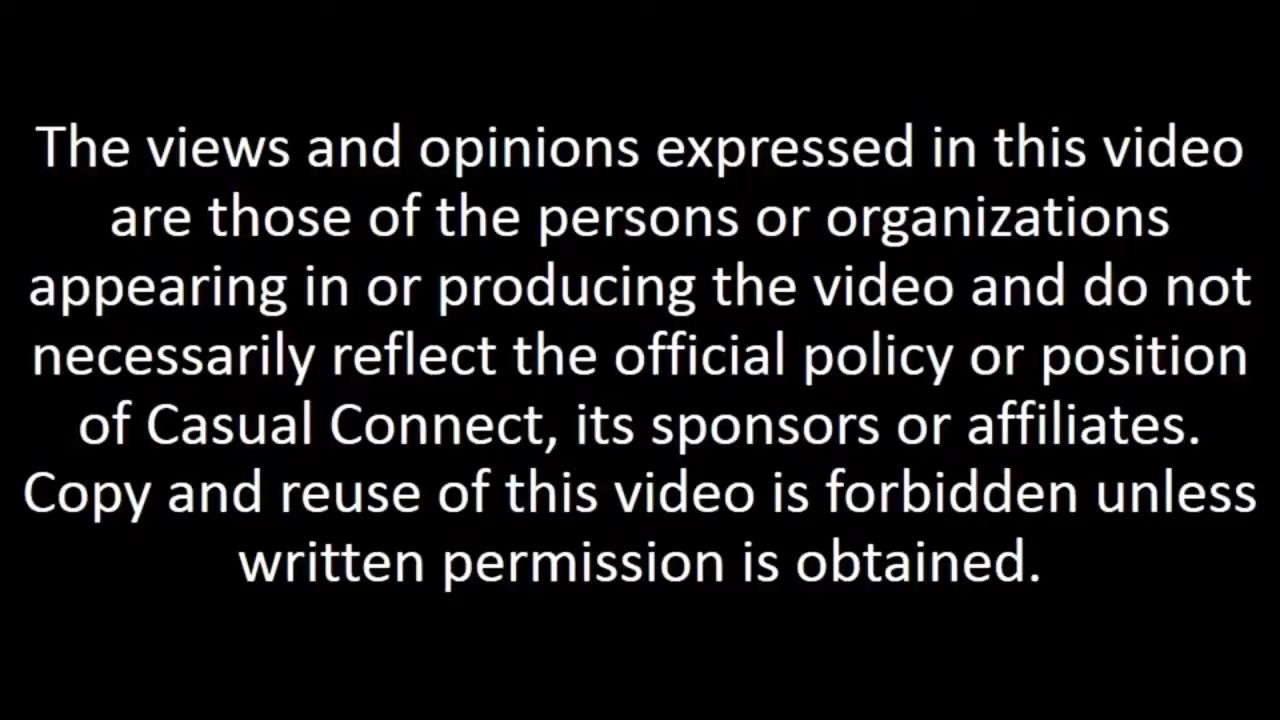 The views and opinions expressed in this video
are those of the persons or organizations
appearing in or producing the video and do not
necessarily reflect the official policy or position
of Casual Connect, its sponsors or affiliates.
Copy and reuse of this video is forbidden unless
written permission is obtained.